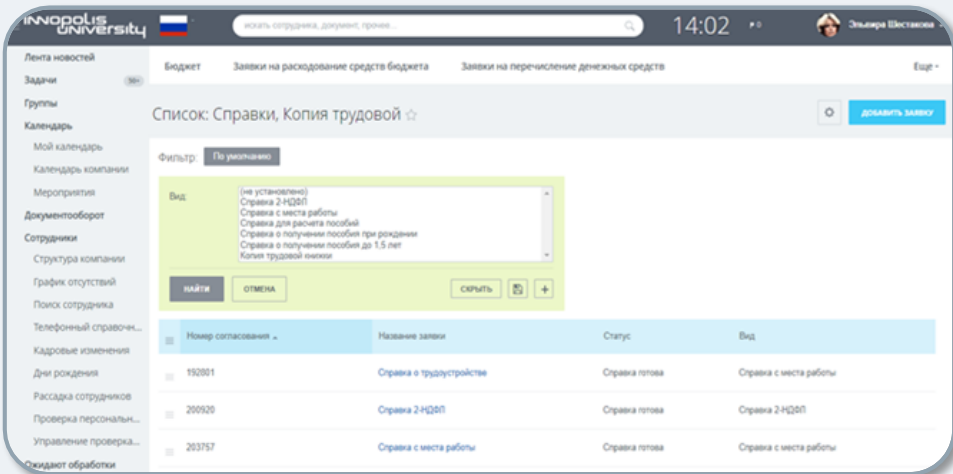 INNOPOLIS
UNIVERSITY
искать сотрудника, документ, прочее...
14:02
0
Эльвира Шестакова
Лента новостей
Задачи
50+
Группы
Календарь
Мой календарь
Календарь компании
Мероприятия
Документооборот
Сотрудники
Структура компании
График отсутствий
Поиск сотрудника
Телефонный справочн...
Кадровые изменения
Дни рождения
Рассадка сотрудников
Проверка персональн...
Управление проверка...
Ожидают обработки
Бюджет Заявки на расходование средств бюджета Заявки на перечисление денежных средств Еще
Список: Справки, Копия трудовой
ДОБАВИТЬ ЗАЯВКУ
Фильтр: По умолчанию
Вид:
(не установлено)
Справка 2-НДФЛ
Справка с места работы
Справка для расчета пособий
Справка о получении пособия при рождении
Справка о получении пособия до 1,5 лет
Копия трудовой книжки
НАЙТИ ОТМЕНА СКРЫТЬ +
Номер согласования Название заявки Статус Вид
192801 Справка о трудоустройстве Справка готова Справка с места работы
200920 Справка 2-НДФЛ Справка готова Справка 2-НДФЛ
203757 Справка с места работы Справка готова Справка с места работы